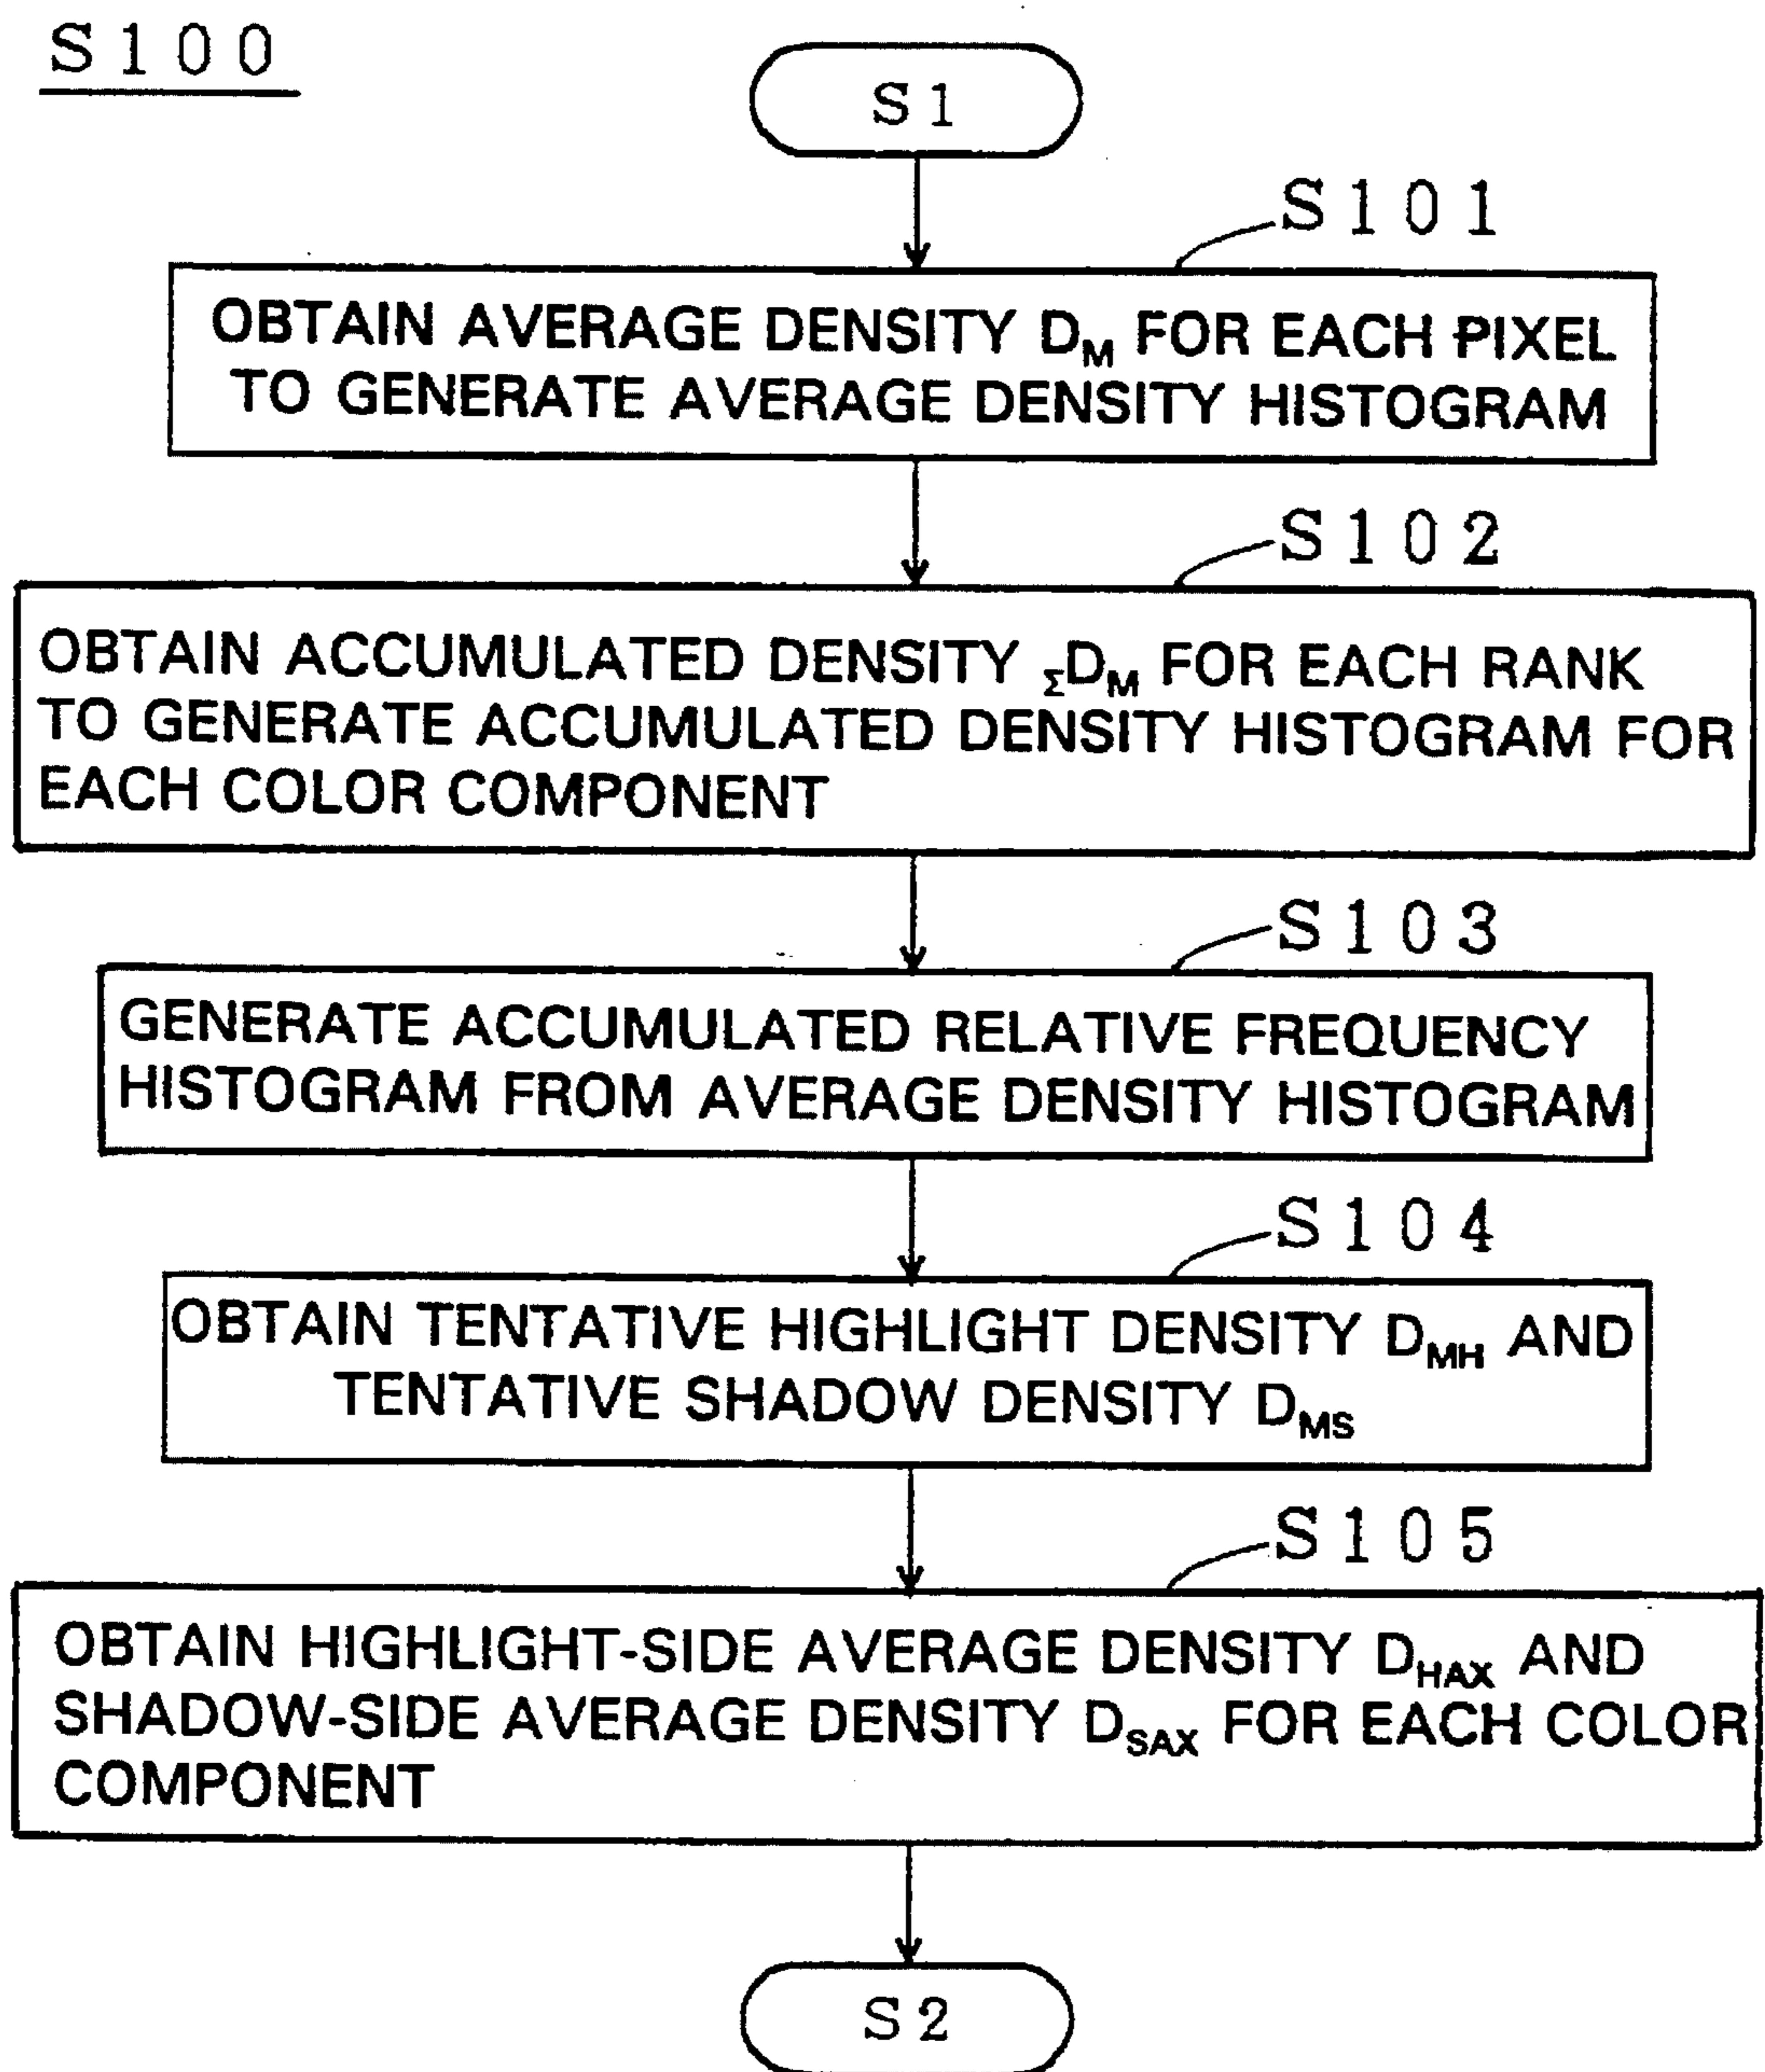 S100
S1
S101
OBTAIN AVERAGE DENSITY D_M FOR EACH PIXEL
TO GENERATE AVERAGE DENSITY HISTOGRAM
S102
OBTAIN ACCUMULATED DENSITY ΣD_M FOR EACH RANK
TO GENERATE ACCUMULATED DENSITY HISTOGRAM FOR
EACH COLOR COMPONENT
S103
GENERATE ACCUMULATED RELATIVE FREQUENCY
HISTOGRAM FROM AVERAGE DENSITY HISTOGRAM
S104
OBTAIN TENTATIVE HIGHLIGHT DENSITY D_MH AND
TENTATIVE SHADOW DENSITY D_MS
S105
OBTAIN HIGHLIGHT-SIDE AVERAGE DENSITY D_HAX AND
SHADOW-SIDE AVERAGE DENSITY D_SAX FOR EACH COLOR
COMPONENT
S2